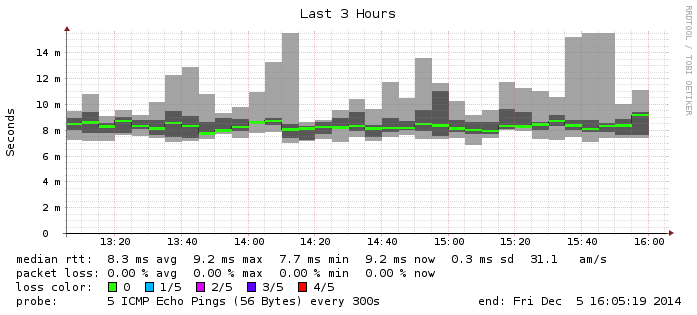 Last 3 Hours
RRDTOOL / TOBI OETIKER
Seconds
14 m
12 m
10 m
8 m
6 m
4 m
2 m
0
13:20 13:40 14:00 14:20 14:40 15:00 15:20 15:40 16:00
median rtt: 8.3 ms avg 9.2 ms max 7.7 ms min 9.2 ms now 0.3 ms sd 31.1 am/s
packet loss: 0.00 % avg 0.00 % max 0.00 % min 0.00 % now
loss color: 0 1/5 2/5 3/5 4/5
probe: 5 ICMP Echo Pings (56 Bytes) every 300s end: Fri Dec 5 16:05:19 2014